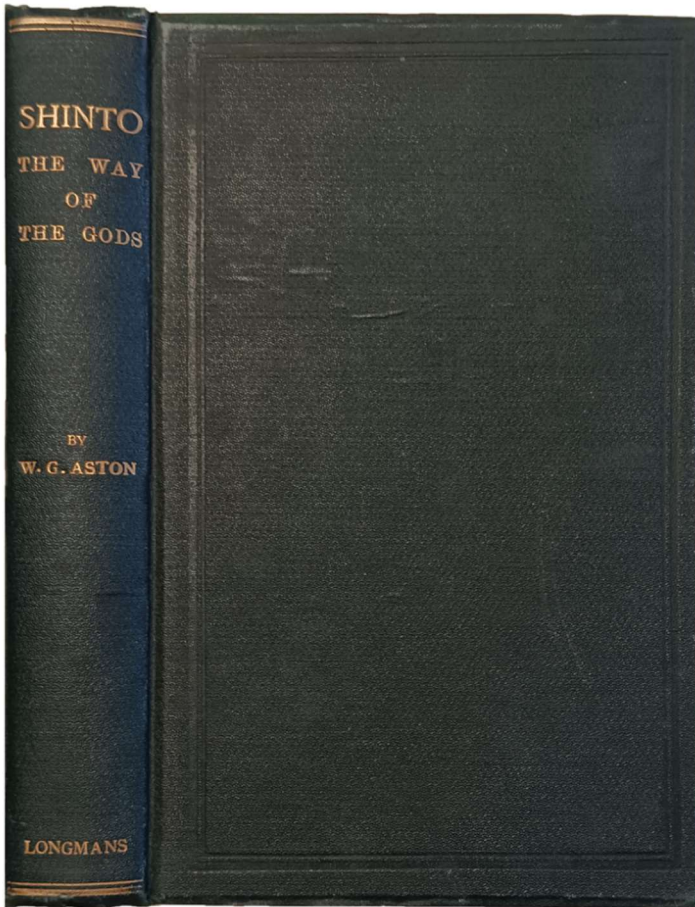 SHINTO
THE WAY
OF
THE GODS
BY
W. G. ASTON
LONGMANS